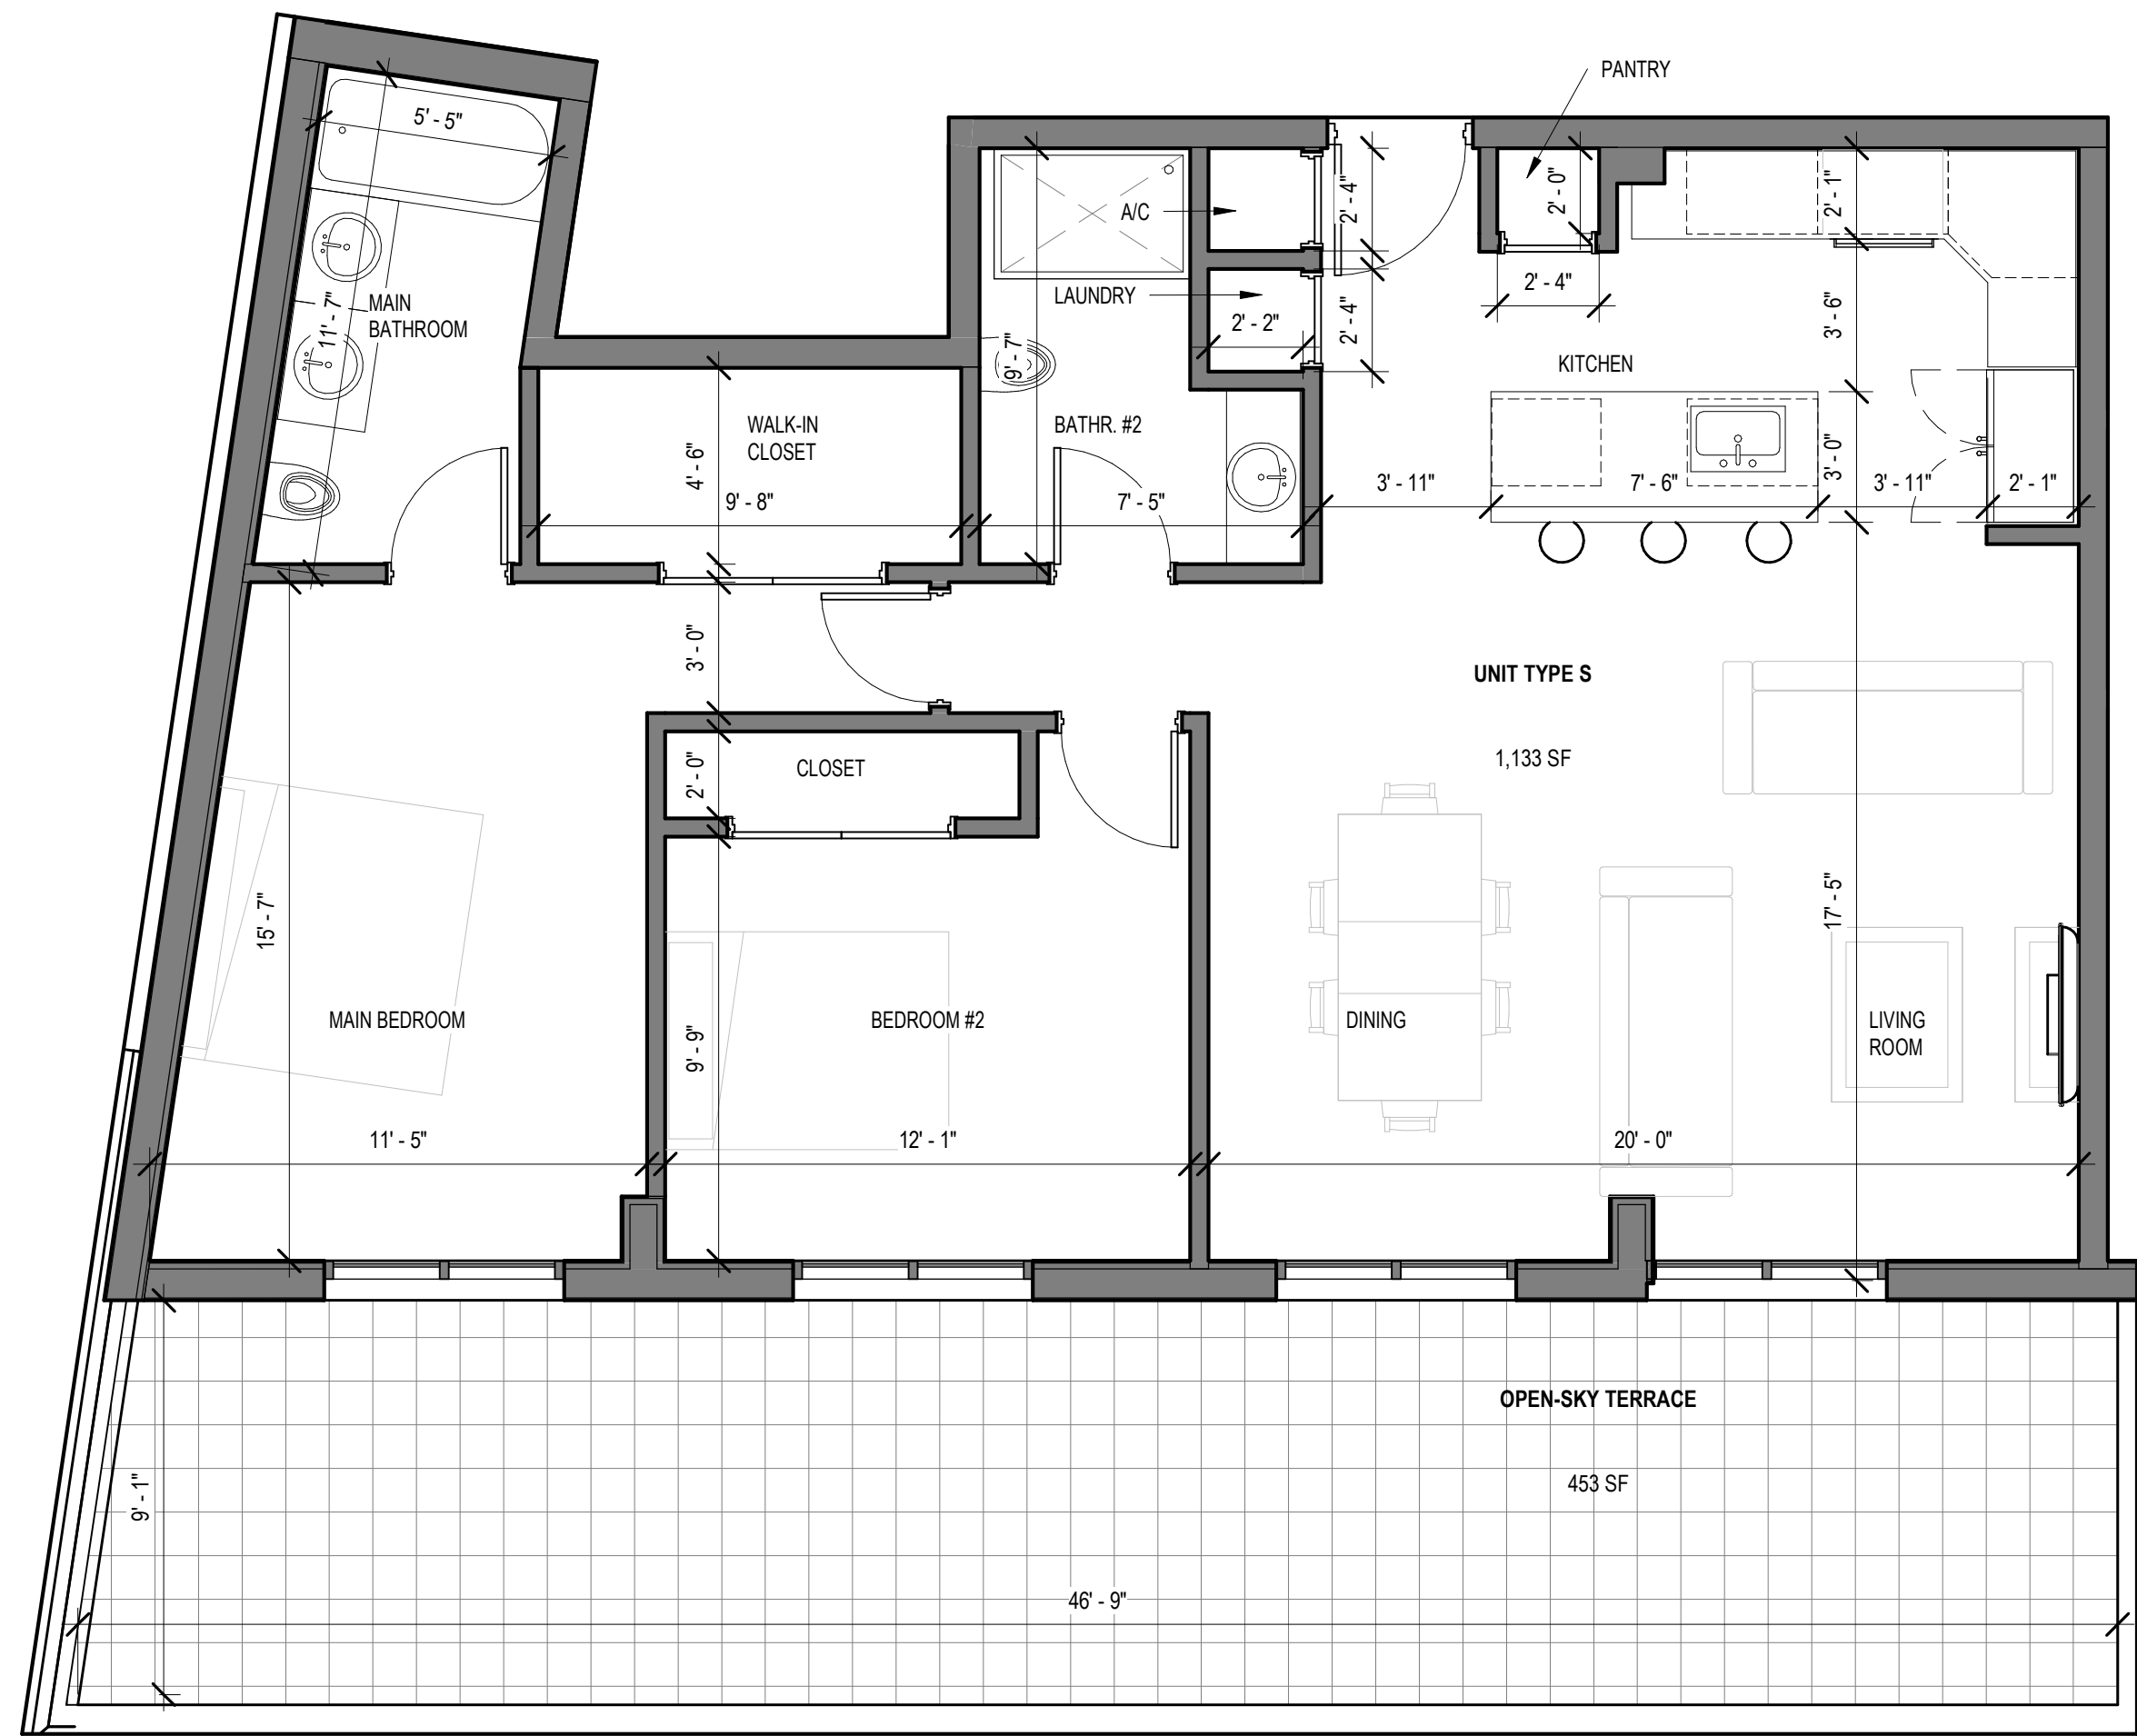 PANTRY
5' - 5"
2' - 0"
2' - 1"
2' - 4"
A/C
2' - 4"
LAUNDRY
2' - 2"
2' - 4"
MAIN
BATHROOM
11' - 7"
9' - 7"
3' - 6"
KITCHEN
WALK-IN
CLOSET
BATHR. #2
4' - 6"
9' - 8"
7' - 5"
3' - 11"
7' - 6"
3' - 0"
3' - 11"
2' - 1"
3' - 0"
UNIT TYPE S
1,133 SF
CLOSET
2' - 0"
15' - 7"
17' - 5"
MAIN BEDROOM
BEDROOM #2
DINING
LIVING
ROOM
9' - 9"
11' - 5"
12' - 1"
20' - 0"
OPEN-SKY TERRACE
453 SF
9' - 1"
46' - 9"